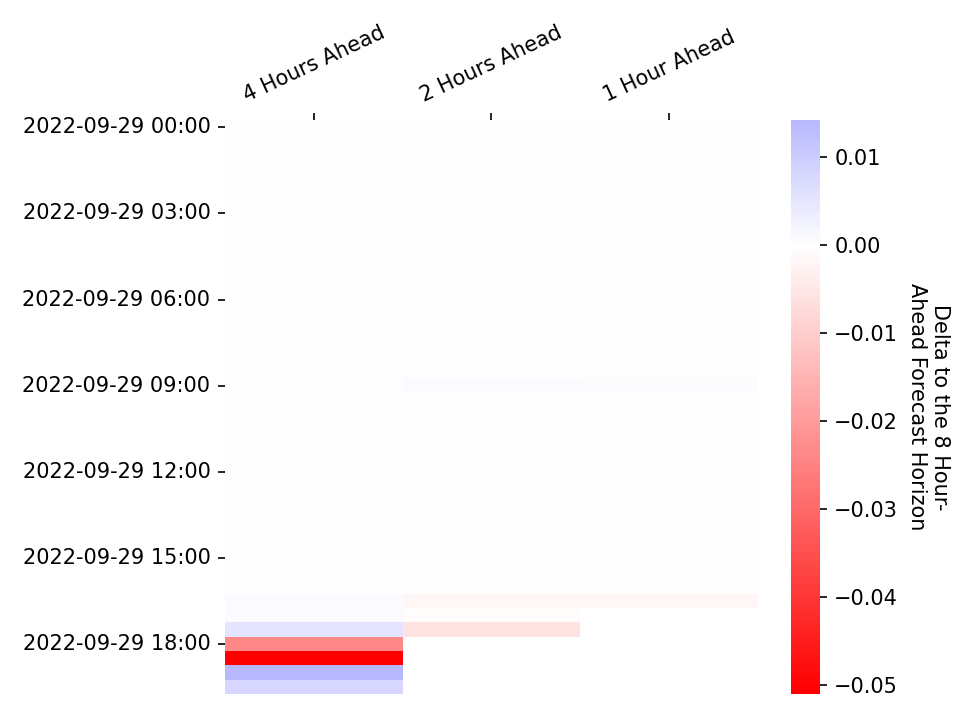 4 Hours Ahead
2 Hours Ahead
1 Hour Ahead
2022-09-29 00:00
2022-09-29 03:00
2022-09-29 06:00
2022-09-29 09:00
2022-09-29 12:00
2022-09-29 15:00
2022-09-29 18:00
0.01
0.00
−0.01
−0.02
−0.03
−0.04
−0.05
Delta to the 8 Hour-
Ahead Forecast Horizon